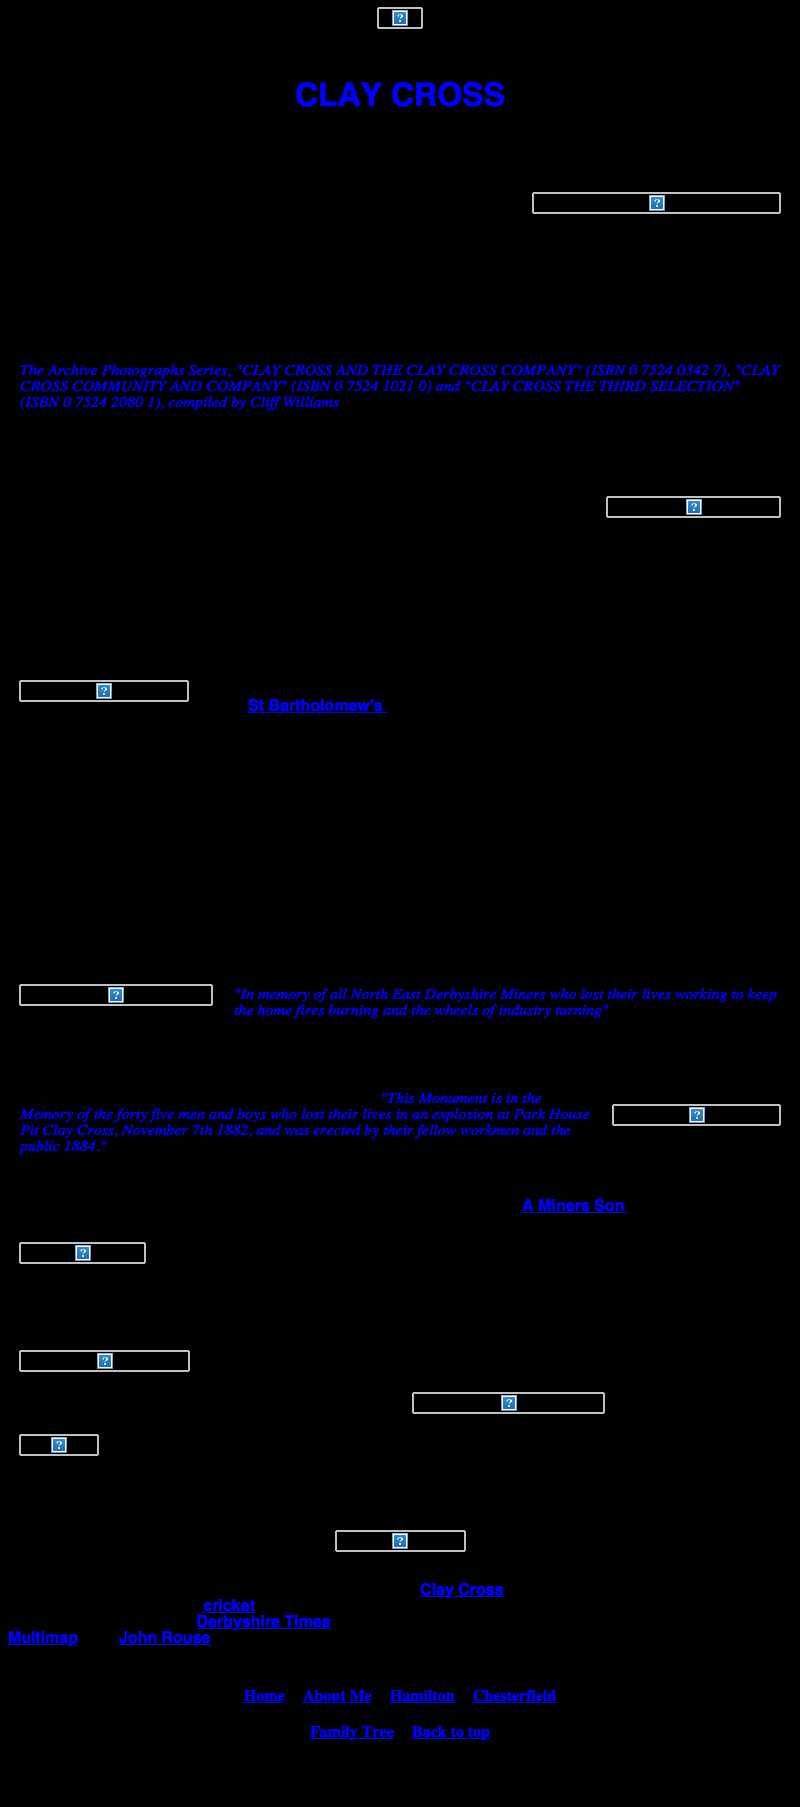 CLAY CROSS
The Archive Photographs Series, "CLAY CROSS AND THE CLAY CROSS COMPANY" (ISBN 0 7524 0342 7), "CLAY
CROSS COMMUNITY AND COMPANY" (ISBN 0 7524 1021 0) and "CLAY CROSS THE THIRD SELECTION"
(ISBN 0 7524 2080 1), compiled by Cliff Williams
St Bartholomew's
"In memory of all North East Derbyshire Miners who lost their lives working to keep
the home fires burning and the wheels of industry turning"
"This Monument is in the
Memory of the forty five men and boys who lost their lives in an explosion at Park House
Pit Clay Cross, November 7th 1882, and was erected by their fellow workmen and the
public 1884."
A Miners Son
Clay Cross
cricket
Derbyshire Times
Multimap John Rouse
Home About Me Hamilton Chesterfield
Family Tree Back to top